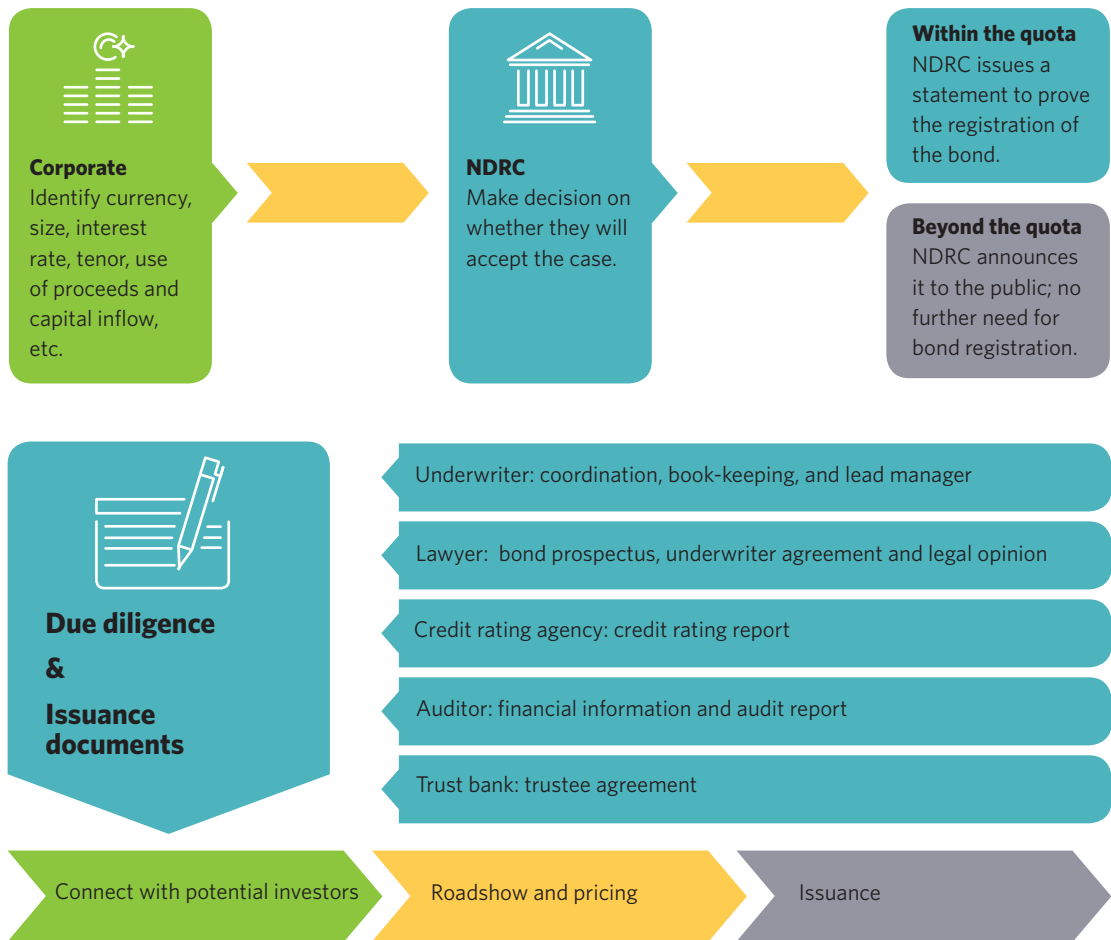 Corporate
Identify currency,
size, interest
rate, tenor, use
of proceeds and
capital inflow,
etc.
NDRC
Make decision on
whether they will
accept the case.
Within the quota
NDRC issues a
statement to prove
the registration of
the bond.
Beyond the quota
NDRC announces
it to the public; no
further need for
bond registration.
Due diligence
&
Issuance
documents
Underwriter: coordination, book-keeping, and lead manager
Lawyer:  bond prospectus, underwriter agreement and legal opinion
Credit rating agency: credit rating report
Auditor: financial information and audit report
Trust bank: trustee agreement
Connect with potential investors
Roadshow and pricing
Issuance